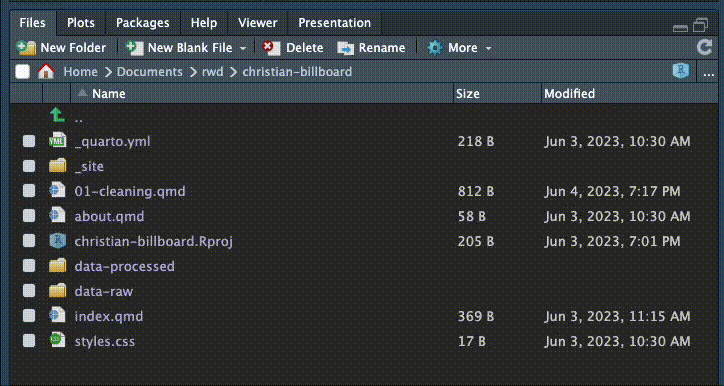 Files Plots Packages Help Viewer Presentation
New Folder New Blank File Delete Rename More
Home Documents rwd christian-billboard R ...
Name Size Modified
..
YML _quarto.yml 218 B Jun 3, 2023, 10:30 AM
_site
01-cleaning.qmd 812 B Jun 4, 2023, 7:17 PM
about.qmd 58 B Jun 3, 2023, 10:30 AM
R christian-billboard.Rproj 205 B Jun 3, 2023, 7:01 PM
data-processed
data-raw
index.qmd 369 B Jun 3, 2023, 11:15 AM
styles.css 17 B Jun 3, 2023, 10:30 AM